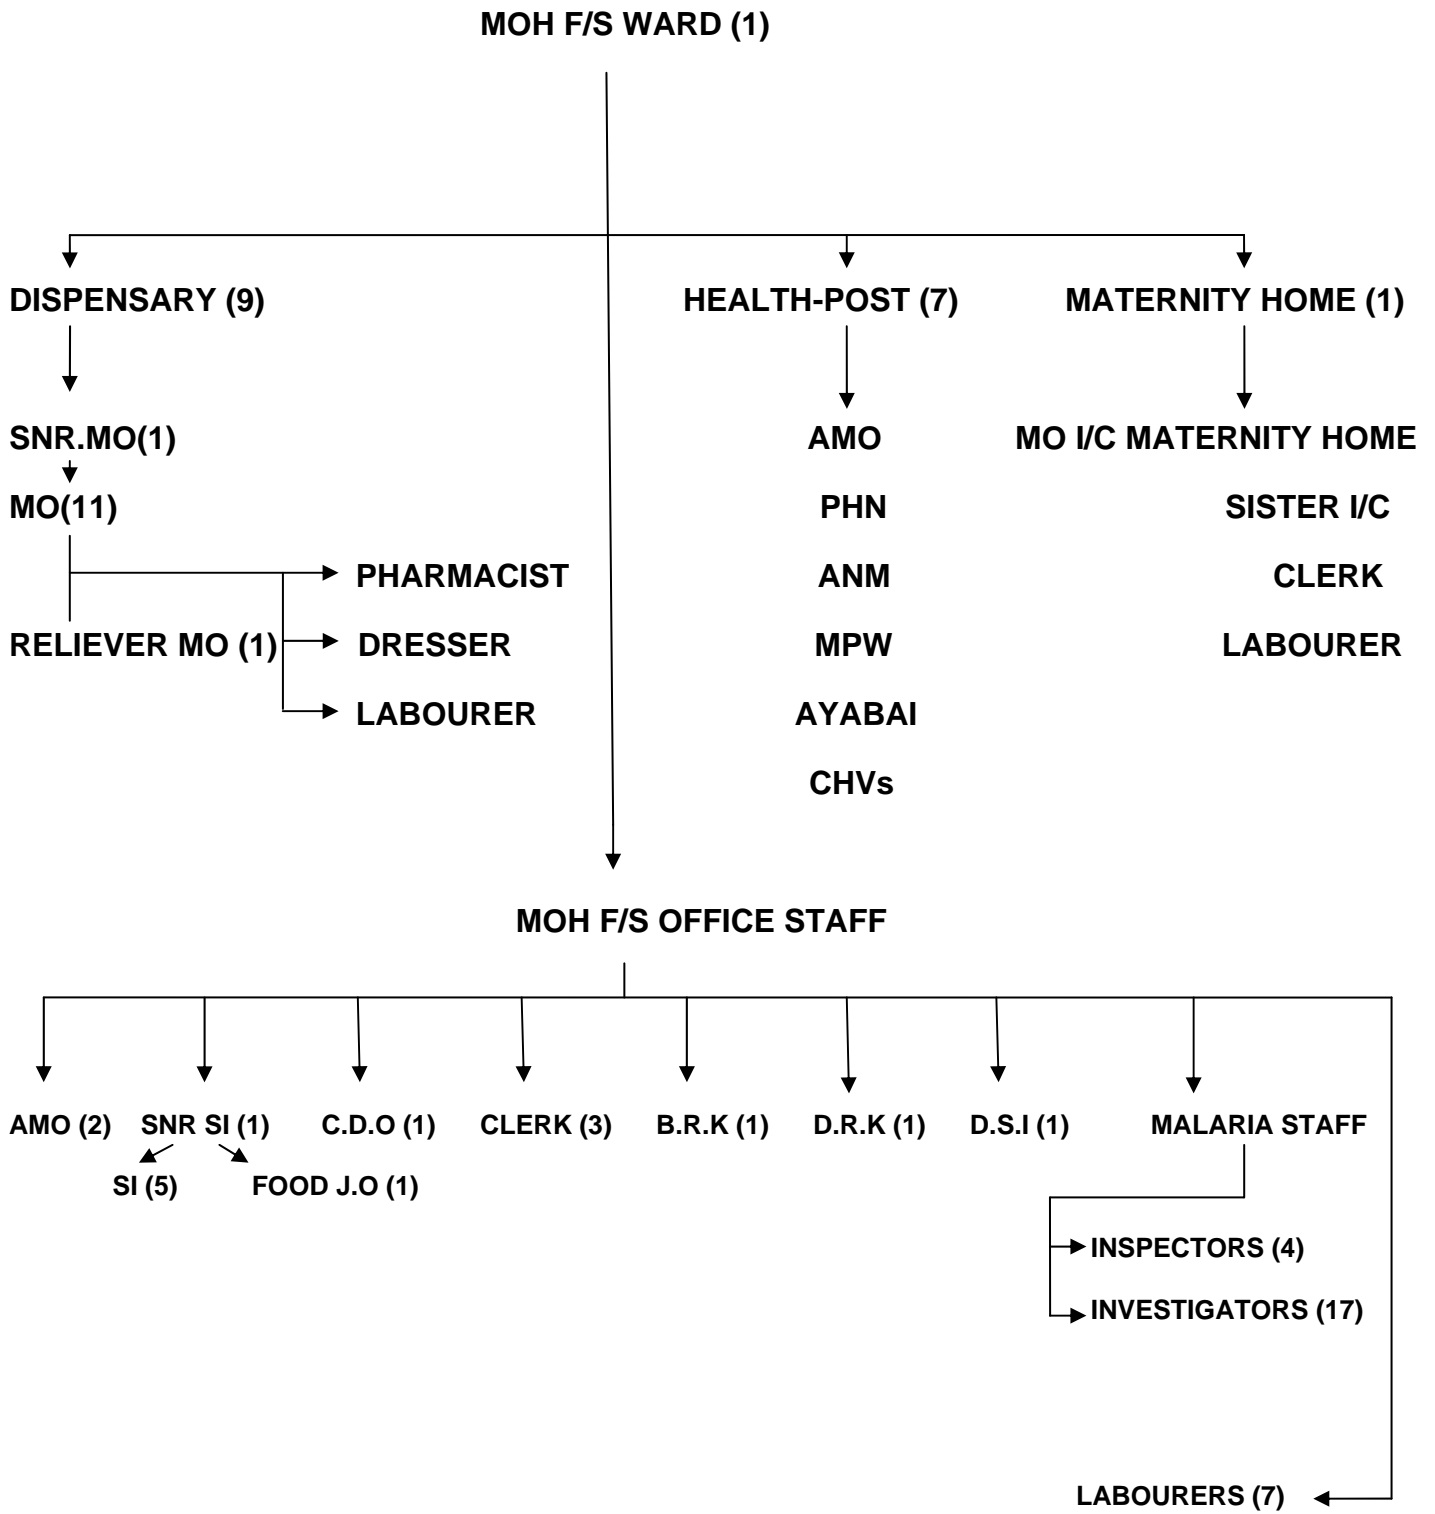 MOH F/S WARD (1)
DISPENSARY (9)
HEALTH-POST (7)
MATERNITY HOME (1)
SNR.MO(1)
AMO
MO I/C MATERNITY HOME
MO(11)
PHN
SISTER I/C
PHARMACIST
ANM
CLERK
RELIEVER MO (1)
DRESSER
MPW
LABOURER
LABOURER
AYABAI
CHVs
MOH F/S OFFICE STAFF
AMO (2)
SNR SI (1)
C.D.O (1)
CLERK (3)
B.R.K (1)
D.R.K (1)
D.S.I (1)
MALARIA STAFF
SI (5)
FOOD J.O (1)
INSPECTORS (4)
INVESTIGATORS (17)
LABOURERS (7)